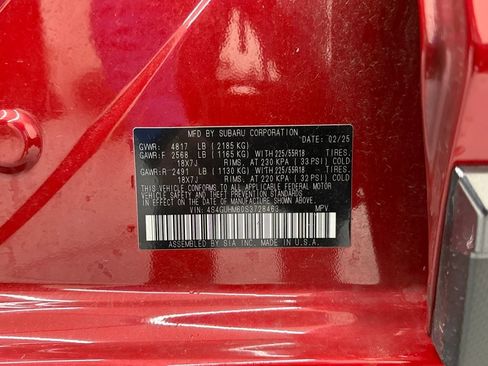 MFD BY SUBARU CORPORATION DATE: 02/25
GVWR: 4817 LB (2185 KG)
GAWR:F 2568 LB (1165 KG) WITH 225/55R18 TIRES,
18X7J RIMS, AT 230 KPA (33 PSI) COLD
GAWR:R 2491 LB (1130 KG) WITH 225/55R18 TIRES,
18X7J RIMS, AT 220 KPA (32 PSI) COLD
THIS VEHICLE CONFORMS TO ALL APPLICABLE FEDERAL MOTOR
VEHICLE SAFETY, BUMPER, AND THEFT PREVENTION STANDARDS
IN EFFECT ON THE DATE OF MANUFACTURE SHOWN ABOVE.
VIN: 4S4GUHM60S3728463 MPV
ASSEMBLED BY SIA INC. MADE IN U.S.A.